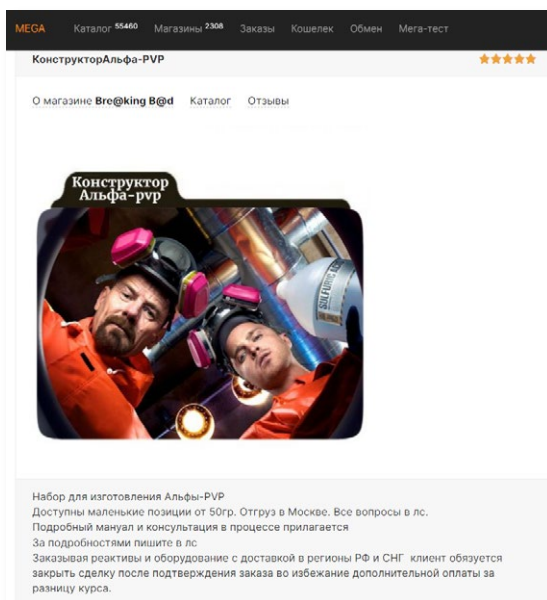 MEGA Каталог 55460 Магазины 2308 Заказы Кошелек Обмен Мега-тест
КонструкторАльфа-PVP
О магазине Bre@king B@d Каталог Отзывы
Конструктор
Альфа-pvp
SULFURIC ACID
Набор для изготовления Альфы-PVP
Доступны маленькие позиции от 50гр. Отгруз в Москве. Все вопросы в лс.
Подробный мануал и консультация в процессе прилагается
За подробностями пишите в лс
Заказывая реактивы и оборудование с доставкой в регионы РФ и СНГ клиент обязуется
закрыть сделку после подтверждения заказа во избежание дополнительной оплаты за
разницу курса.